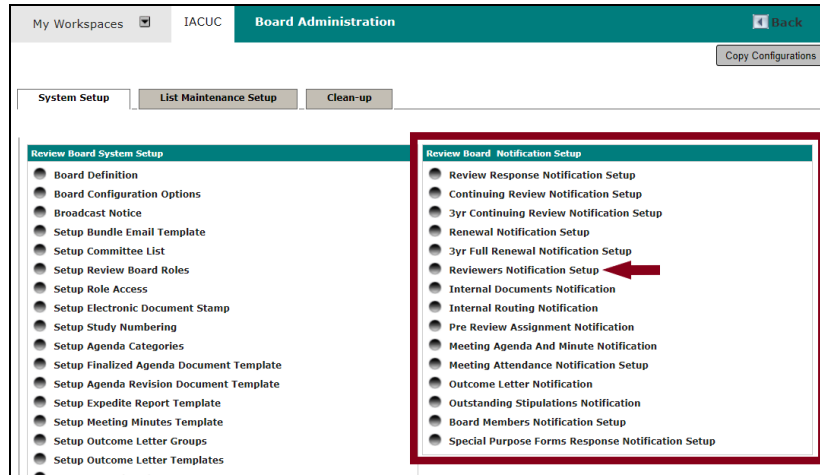 My Workspaces IACUC Board Administration Back
Copy Configurations
System Setup List Maintenance Setup Clean-up
Review Board System Setup
Board Definition
Board Configuration Options
Broadcast Notice
Setup Bundle Email Template
Setup Committee List
Setup Review Board Roles
Setup Role Access
Setup Electronic Document Stamp
Setup Study Numbering
Setup Agenda Categories
Setup Finalized Agenda Document Template
Setup Agenda Revision Document Template
Setup Expedite Report Template
Setup Meeting Minutes Template
Setup Outcome Letter Groups
Setup Outcome Letter Templates
Review Board Notification Setup
Review Response Notification Setup
Continuing Review Notification Setup
3yr Continuing Review Notification Setup
Renewal Notification Setup
3yr Full Renewal Notification Setup
Reviewers Notification Setup
Internal Documents Notification
Internal Routing Notification
Pre Review Assignment Notification
Meeting Agenda And Minute Notification
Meeting Attendance Notification Setup
Outcome Letter Notification
Outstanding Stipulations Notification
Board Members Notification Setup
Special Purpose Forms Response Notification Setup